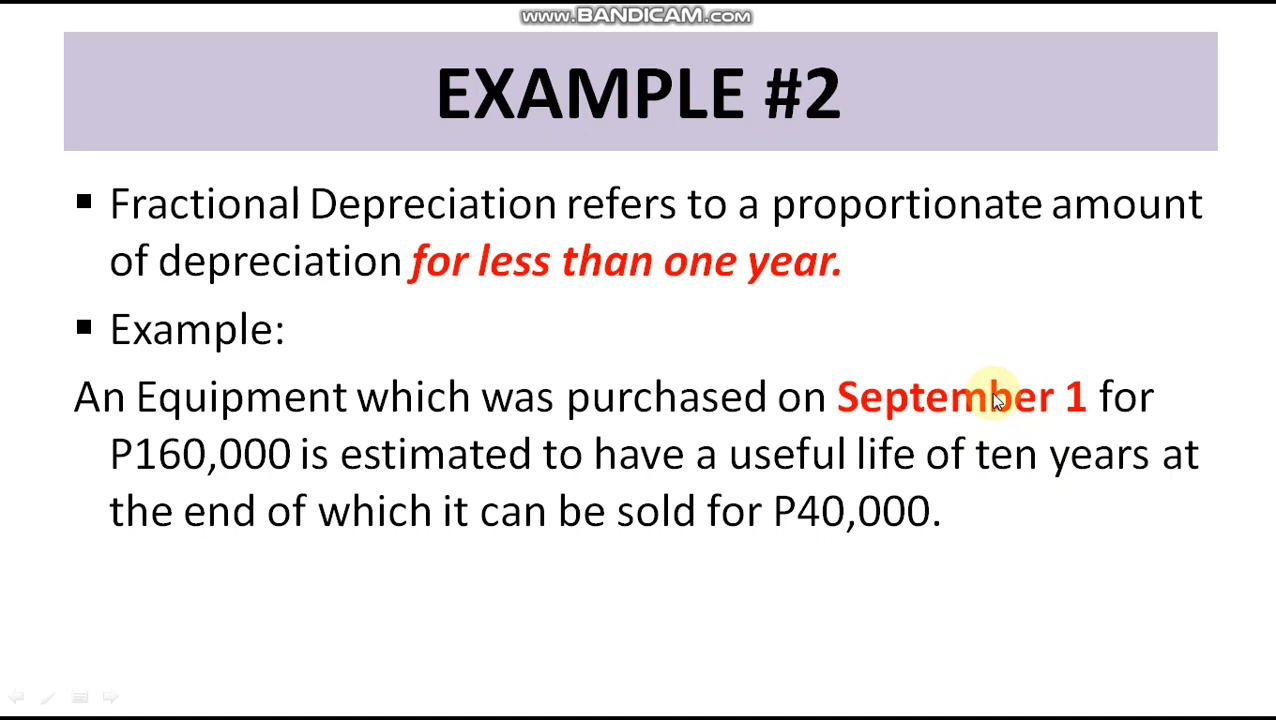 www.BANDICAM.com
EXAMPLE #2
▪ Fractional Depreciation refers to a proportionate amount
of depreciation for less than one year.
▪ Example:
An Equipment which was purchased on September 1 for
P160,000 is estimated to have a useful life of ten years at
the end of which it can be sold for P40,000.